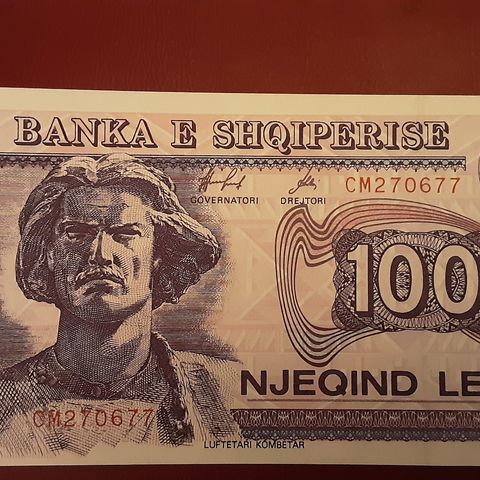 BANKA E SHQIPERISE
GOVERNATORI DREJTORI CM270677
100
NJEQIND LE
CM270677
LUFTETARI KOMBETAR